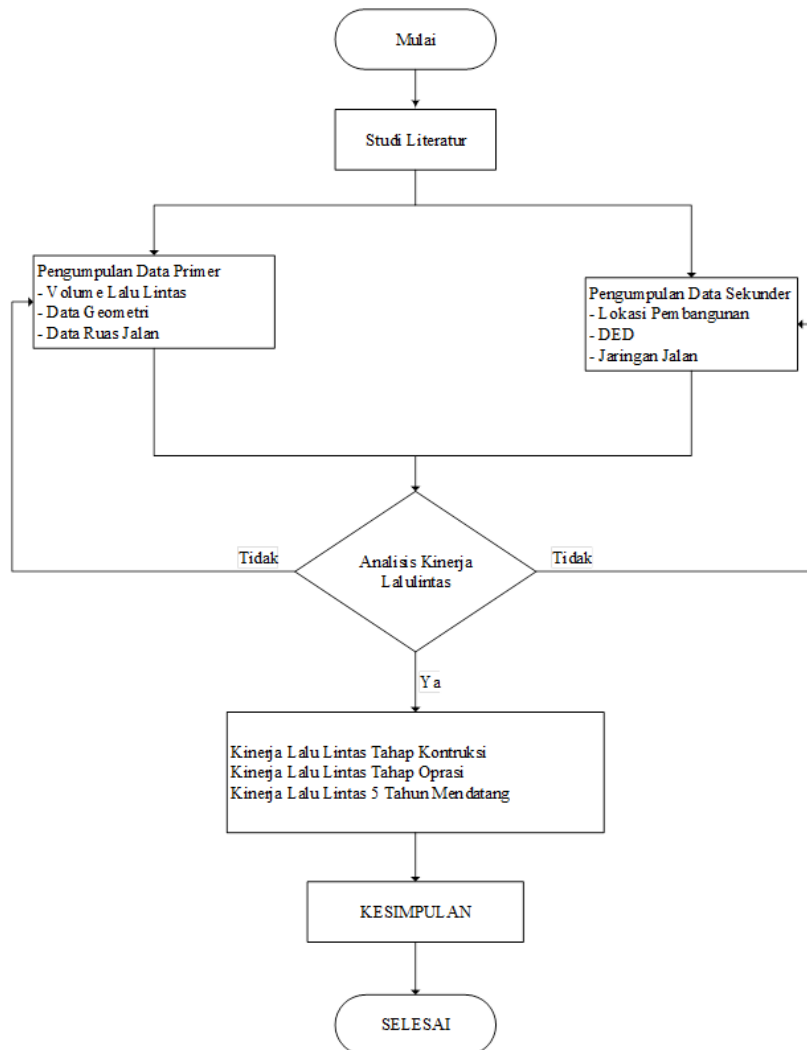 Mulai
Studi Literatur
Pengumpulan Data Primer
- Volume Lalu Lintas
- Data Geometri
- Data Ruas Jalan
Pengumpulan Data Sekunder
- Lokasi Pembangunan
- DED
- Jaringan Jalan
Tidak
Analisis Kinerja
Lalulintas
Tidak
Ya
Kinerja Lalu Lintas Tahap Kontruksi
Kinerja Lalu Lintas Tahap Oprasi
Kinerja Lalu Lintas 5 Tahun Mendatang
KESIMPULAN
SELESAI